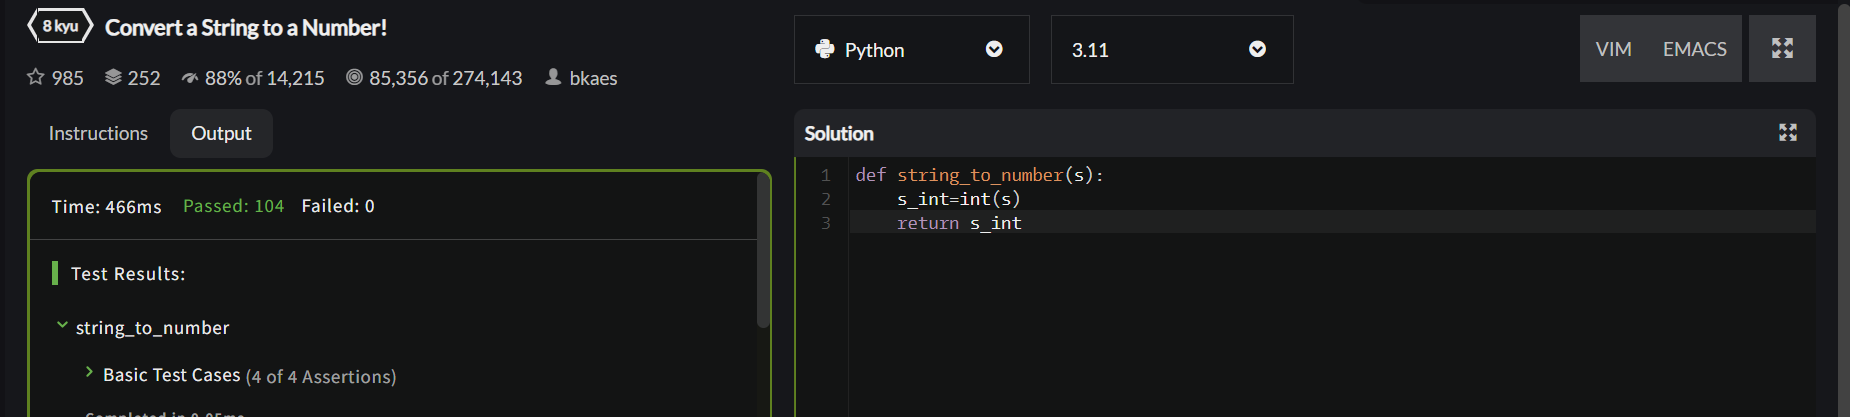 8 kyu Convert a String to a Number!
985 252 88% of 14,215 85,356 of 274,143 bkaes
Instructions Output
Time: 466ms Passed: 104 Failed: 0
Test Results:
string_to_number
Basic Test Cases (4 of 4 Assertions)
Python 3.11 VIM EMACS
Solution
1 def string_to_number(s):
2 s_int=int(s)
3 return s_int